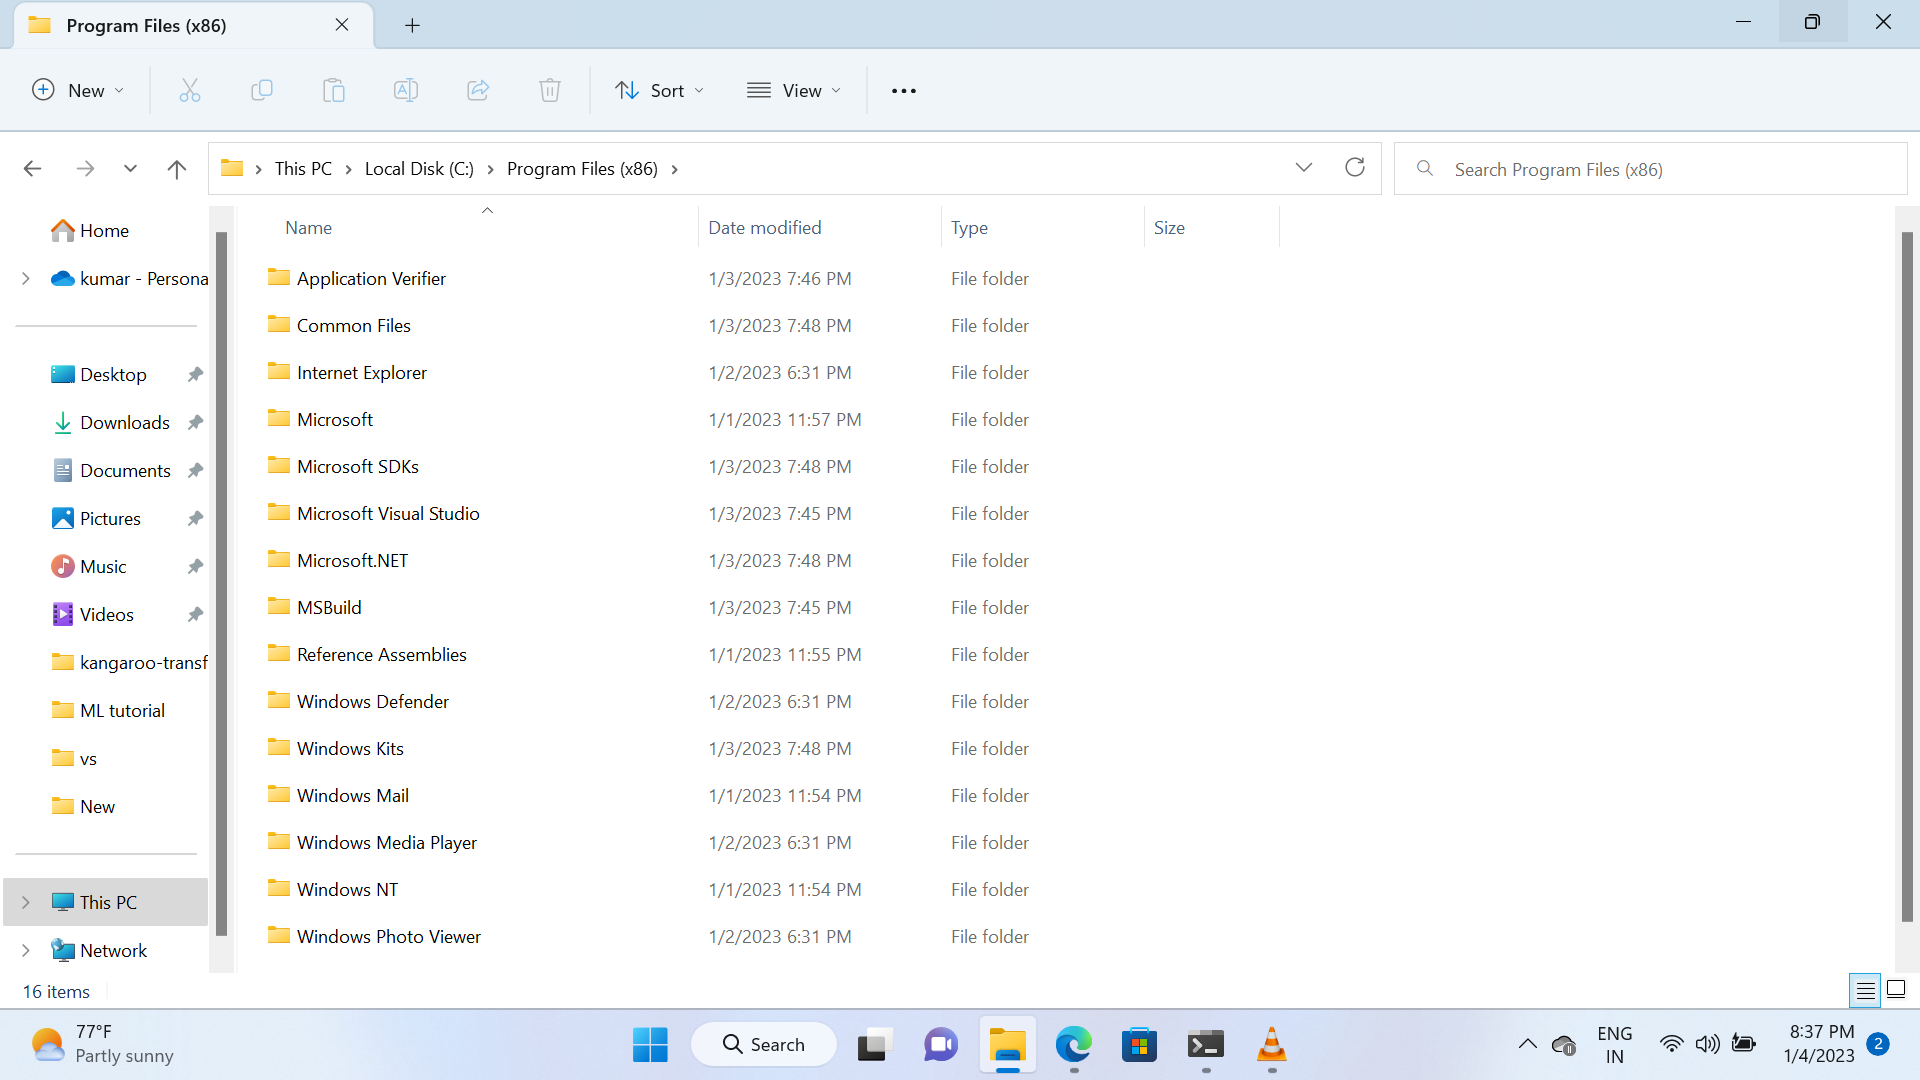 Program Files (x86)
New
Sort
View
This PC > Local Disk (C:) > Program Files (x86) >
Search Program Files (x86)
Home
kumar - Persona
Desktop
Downloads
Documents
Pictures
Music
Videos
kangaroo-transf
ML tutorial
vs
New
This PC
Network
Name Date modified Type Size
Application Verifier 1/3/2023 7:46 PM File folder
Common Files 1/3/2023 7:48 PM File folder
Internet Explorer 1/2/2023 6:31 PM File folder
Microsoft 1/1/2023 11:57 PM File folder
Microsoft SDKs 1/3/2023 7:48 PM File folder
Microsoft Visual Studio 1/3/2023 7:45 PM File folder
Microsoft.NET 1/3/2023 7:48 PM File folder
MSBuild 1/3/2023 7:45 PM File folder
Reference Assemblies 1/1/2023 11:55 PM File folder
Windows Defender 1/2/2023 6:31 PM File folder
Windows Kits 1/3/2023 7:48 PM File folder
Windows Mail 1/1/2023 11:54 PM File folder
Windows Media Player 1/2/2023 6:31 PM File folder
Windows NT 1/1/2023 11:54 PM File folder
Windows Photo Viewer 1/2/2023 6:31 PM File folder
16 items
77°F
Partly sunny
Search
ENG
IN
8:37 PM
1/4/2023
2